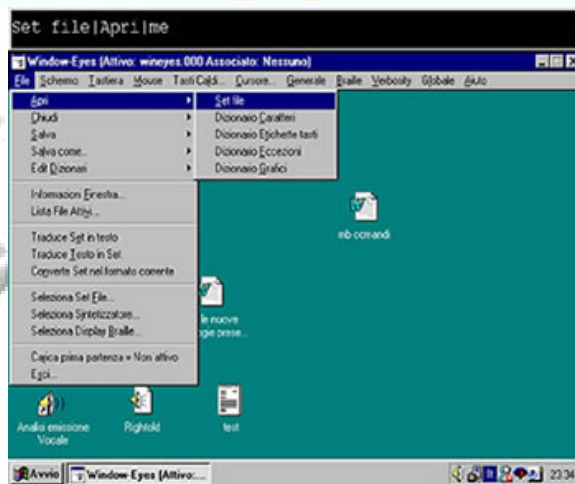 Set file|Apri|me
Window-Eyes (Attivo: wineyes.000 Associato: Nessuno)
File Schermo Tastiera Mouse Tasti Caldi... Cursore... Generale Braille Verbosity Globale Aiuto
Apri
Chiudi
Salva
Salva come...
Edit Dizionari
Set file
Dizionario Caratteri
Dizionario Etichette tasti
Dizionario Eccezioni
Dizionario Grafici
Informazioni Finestra...
Lista File Attivi...
Traduce Set in testo
Traduce Testo in Set
Converte Set nel formato corrente
Seleziona Set File...
Seleziona Sintetizzatore...
Seleziona Display Braille...
Carica prima partenza = Non attivo
Esci...
mb comandi
le nuove
gie prese...
Analisi emissione
Vocale
Rightold
test
Avvio Window-Eyes (Attivo:... 23.34